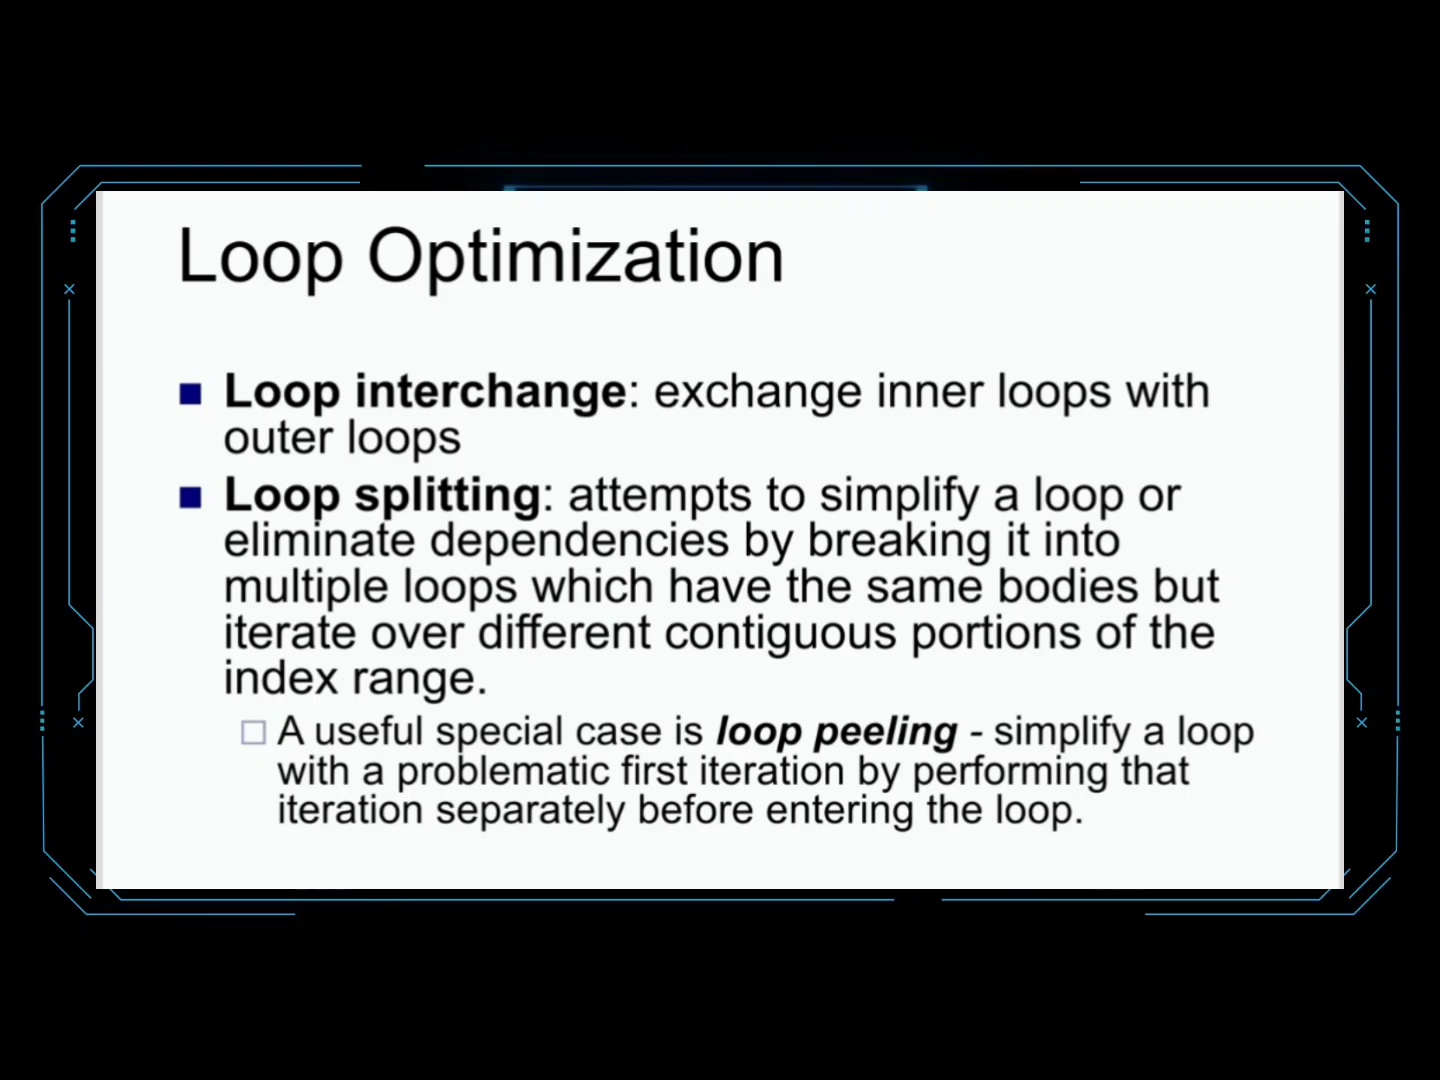 Loop Optimization
Loop interchange: exchange inner loops with
outer loops
Loop splitting: attempts to simplify a loop or
eliminate dependencies by breaking it into
multiple loops which have the same bodies but
iterate over different contiguous portions of the
index range.
A useful special case is loop peeling - simplify a loop
with a problematic first iteration by performing that
iteration separately before entering the loop.